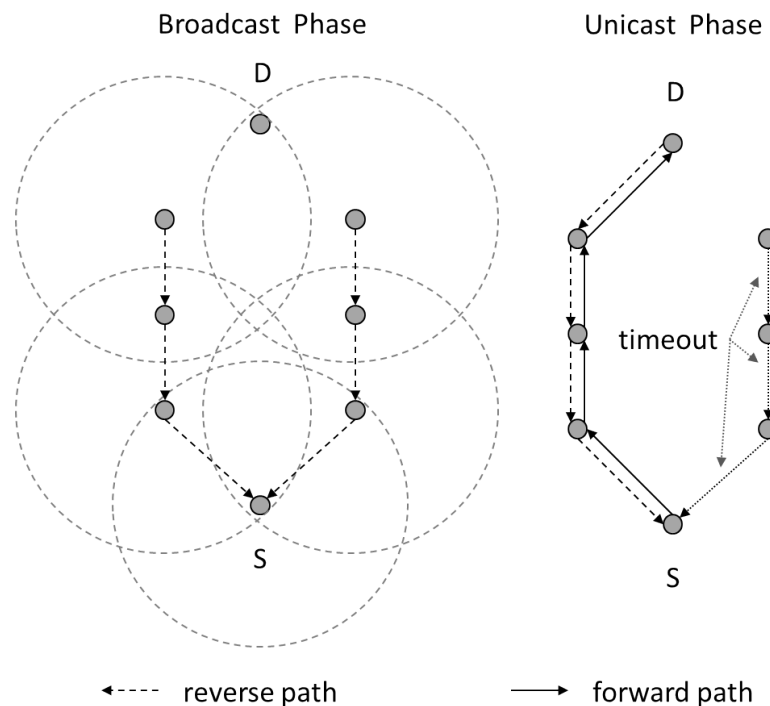 Broadcast Phase
Unicast Phase
D
D
timeout
S
S
reverse path
forward path